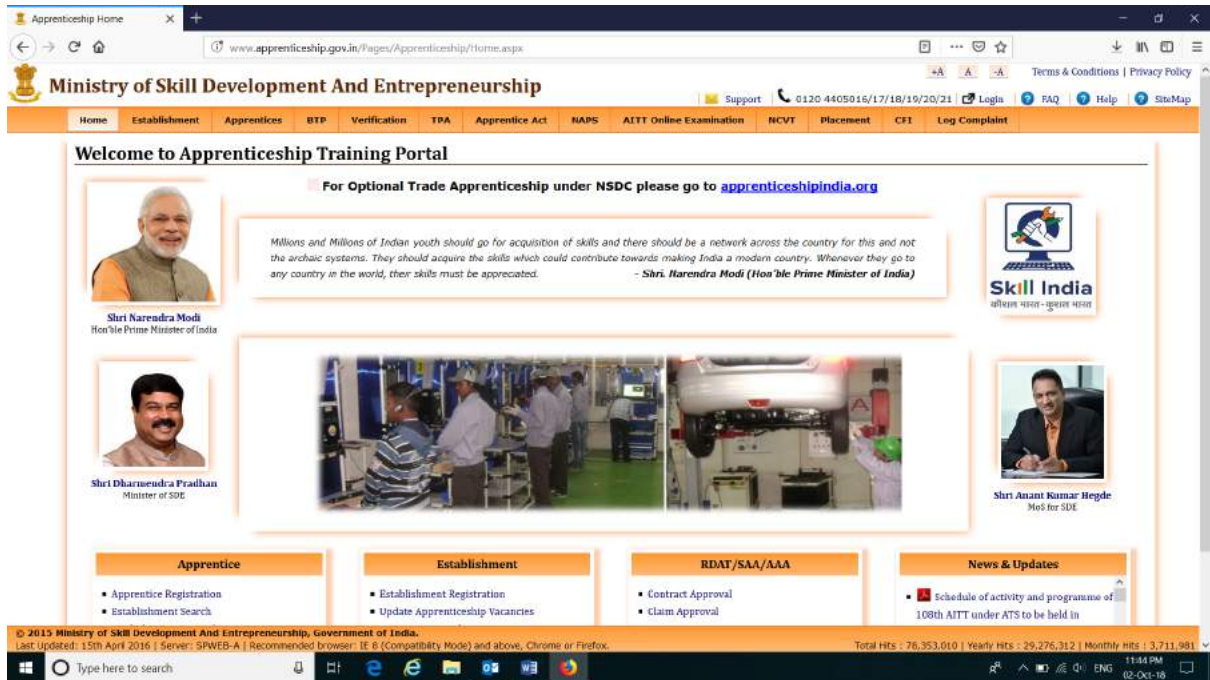 Apprenticeship Home
www.apprenticeship.gov.in/Pages/Apprenticeship/Home.aspx
+A A -A Terms & Conditions | Privacy Policy
Ministry of Skill Development And Entrepreneurship
Support 0120 4405016/17/18/19/20/21 Login FAQ Help SiteMap
Home Establishment Apprentices BTP Verification TPA Apprentice Act NAPS AITT Online Examination NCVT Placement CFI Log Complaint
Welcome to Apprenticeship Training Portal
For Optional Trade Apprenticeship under NSDC please go to apprenticeshipindia.org
Millions and Millions of Indian youth should go for acquisition of skills and there should be a network across the country for this and not
the archaic systems. They should acquire the skills which could contribute towards making India a modern country. Whenever they go to
any country in the world, their skills must be appreciated. - Shri. Narendra Modi (Hon'ble Prime Minister of India)
Skill India
कौशल भारत - कुशल भारत
Shri Narendra Modi
Hon'ble Prime Minister of India
Shri Dharmendra Pradhan
Minister of SDE
Shri Anant Kumar Hegde
MoS for SDE
Apprentice
Apprentice Registration
Establishment Search
Establishment
Establishment Registration
Update Apprenticeship Vacancies
RDAT/SAA/AAA
Contract Approval
Claim Approval
News & Updates
Schedule of activity and programme of
108th AITT under ATS to be held in
© 2015 Ministry of Skill Development And Entrepreneurship, Government of India.
Last Updated: 15th April 2016 | Server: SPWEB-A | Recommended browser: IE 8 (Compatiblity Mode) and above, Chrome or Firefox.
Total Hits : 78,353,010 | Yearly Hits : 29,276,312 | Monthly Hits : 3,711,981
Type here to search
ENG
11:44 PM
02-Oct-18